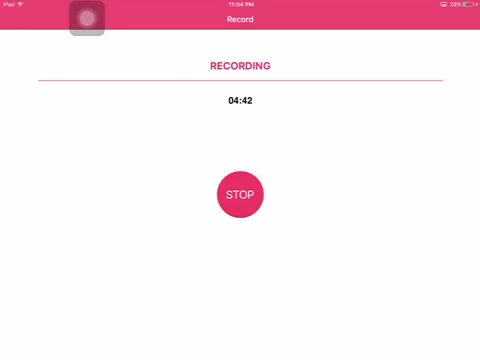 iPad 11:04 PM 28%
Record
RECORDING
04:42
STOP